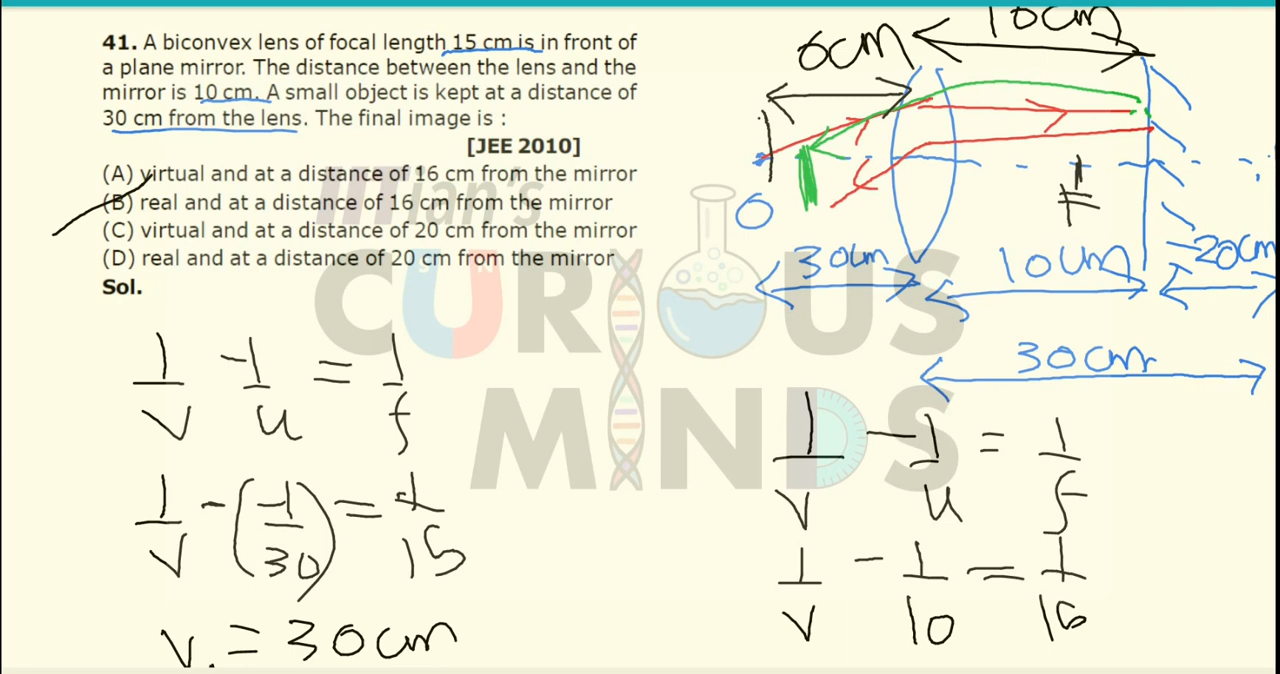 41. A biconvex lens of focal length 15 cm is in front of
a plane mirror. The distance between the lens and the
mirror is 10 cm. A small object is kept at a distance of
30 cm from the lens. The final image is :
[JEE 2010]
(A) virtual and at a distance of 16 cm from the mirror
(B) real and at a distance of 16 cm from the mirror
(C) virtual and at a distance of 20 cm from the mirror
(D) real and at a distance of 20 cm from the mirror
Sol.
IITian's
CURIOUS
S N
MINDS
1/v - 1/u = 1/f
1/v - (-1/30) = 1/15
v. = 30cm
6cm
10cm
O
30cm
10cm
20cm
30cm
1/v - 1/u = 1/f
1/v - 1/10 = 1/15